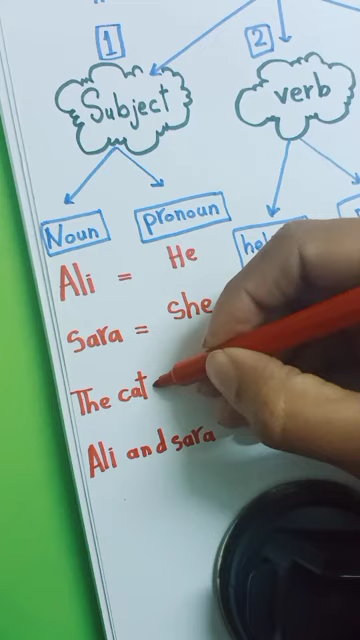 1
2
Subject
verb
Noun
pronoun
Ali = He
Sara = she
The cat
Ali and sara